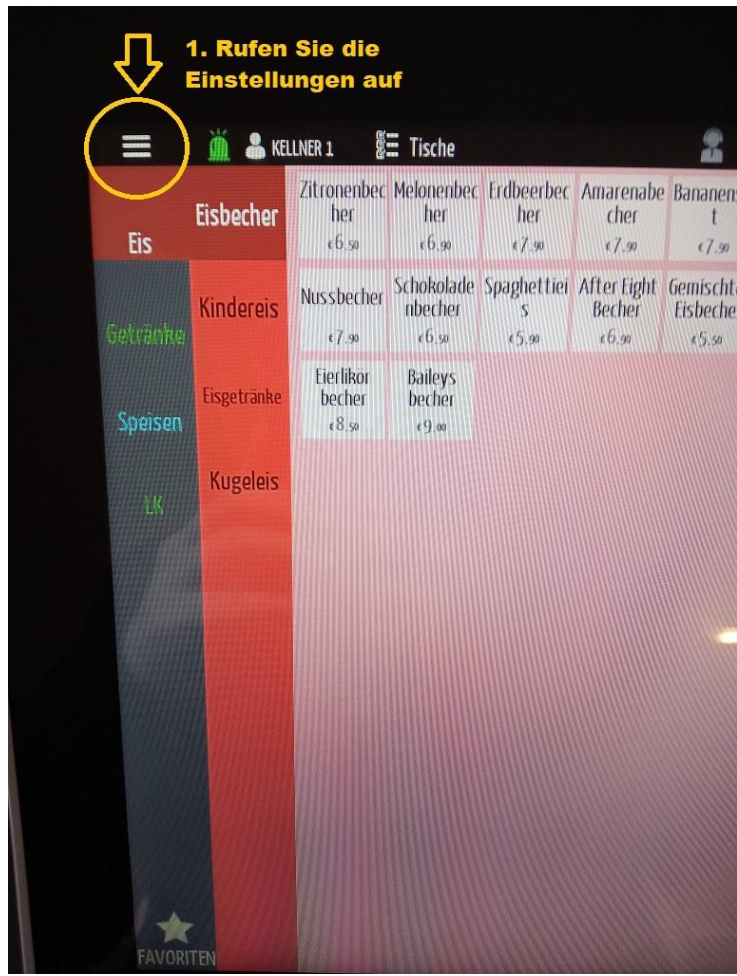 1. Rufen Sie die
Einstellungen auf
KELLNER 1
Tische
Eis
Eisbecher
Zitronenbec
her
€6.50
Melonenbec
her
€6.90
Erdbeerbec
her
€7.90
Amarenabe
cher
€7.90
Bananens
t
€7.90
Getränke
Kindereis
Nussbecher
€7.90
Schokolade
nbecher
€6.50
Spaghettiei
s
€5.90
After Eight
Becher
€6.90
Gemischte
Eisbeche
€5.50
Speisen
Eisgetränke
Eierlikör
becher
€8.50
Baileys
becher
€9.00
LK
Kugeleis
FAVORITEN